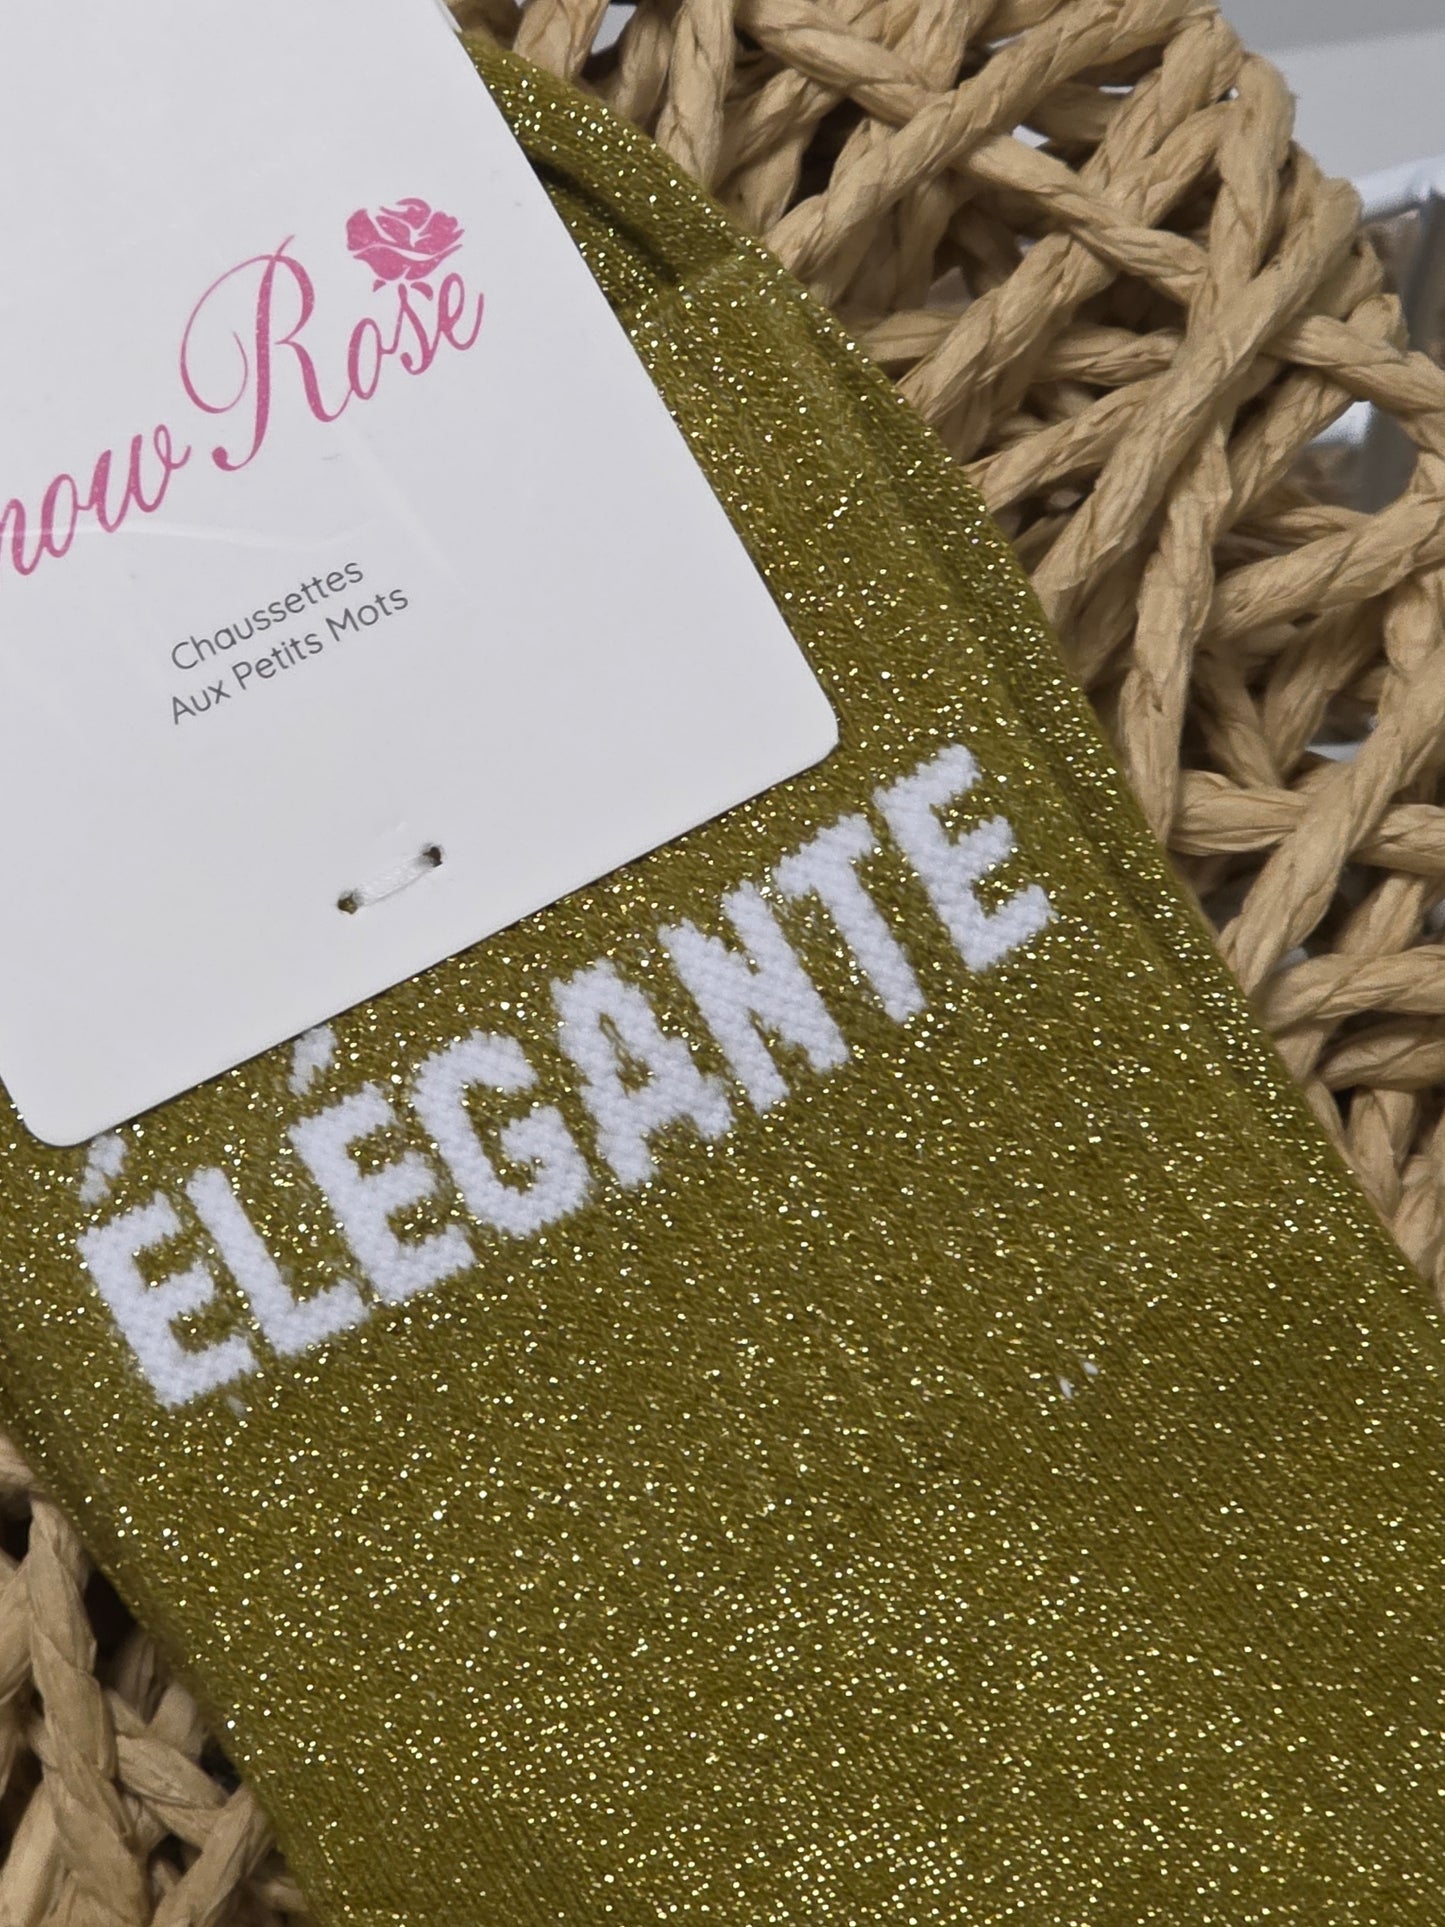 now Rose
Chaussettes
Aux Petits Mots
ÉLÉGANTE